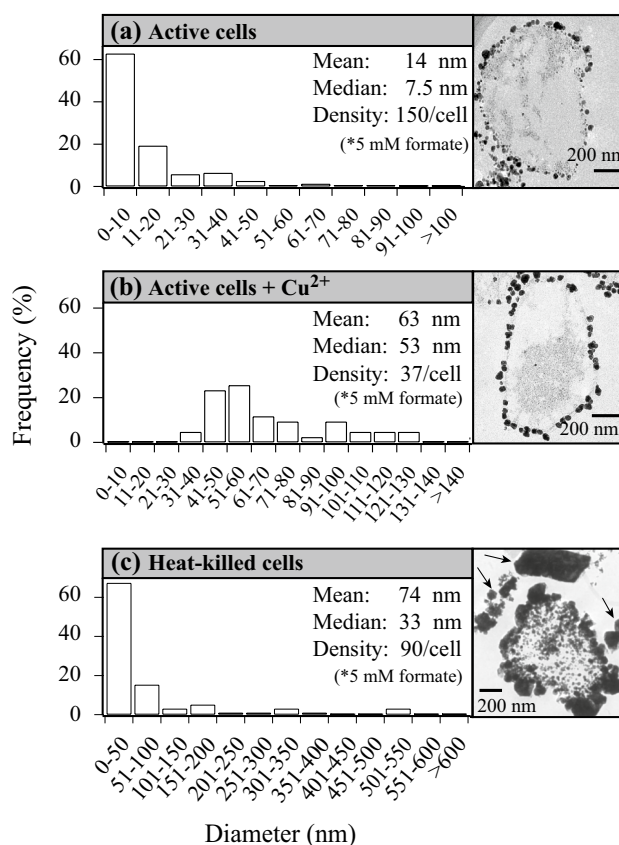 (a) Active cells
Mean: 14 nm
Median: 7.5 nm
Density: 150/cell
(*5 mM formate)
60
40
20
0
0-10
11-20
21-30
31-40
41-50
51-60
61-70
71-80
81-90
91-100
>100
200 nm
(b) Active cells + Cu²⁺
Mean: 63 nm
Median: 53 nm
Density: 37/cell
(*5 mM formate)
60
40
20
0
0-10
11-20
21-30
31-40
41-50
51-60
61-70
71-80
81-90
91-100
101-110
111-120
121-130
131-140
>140
200 nm
Frequency (%)
(c) Heat-killed cells
Mean: 74 nm
Median: 33 nm
Density: 90/cell
(*5 mM formate)
60
40
20
0
0-50
51-100
101-150
151-200
201-250
251-300
301-350
351-400
401-450
451-500
501-550
551-600
>600
200 nm
Diameter (nm)